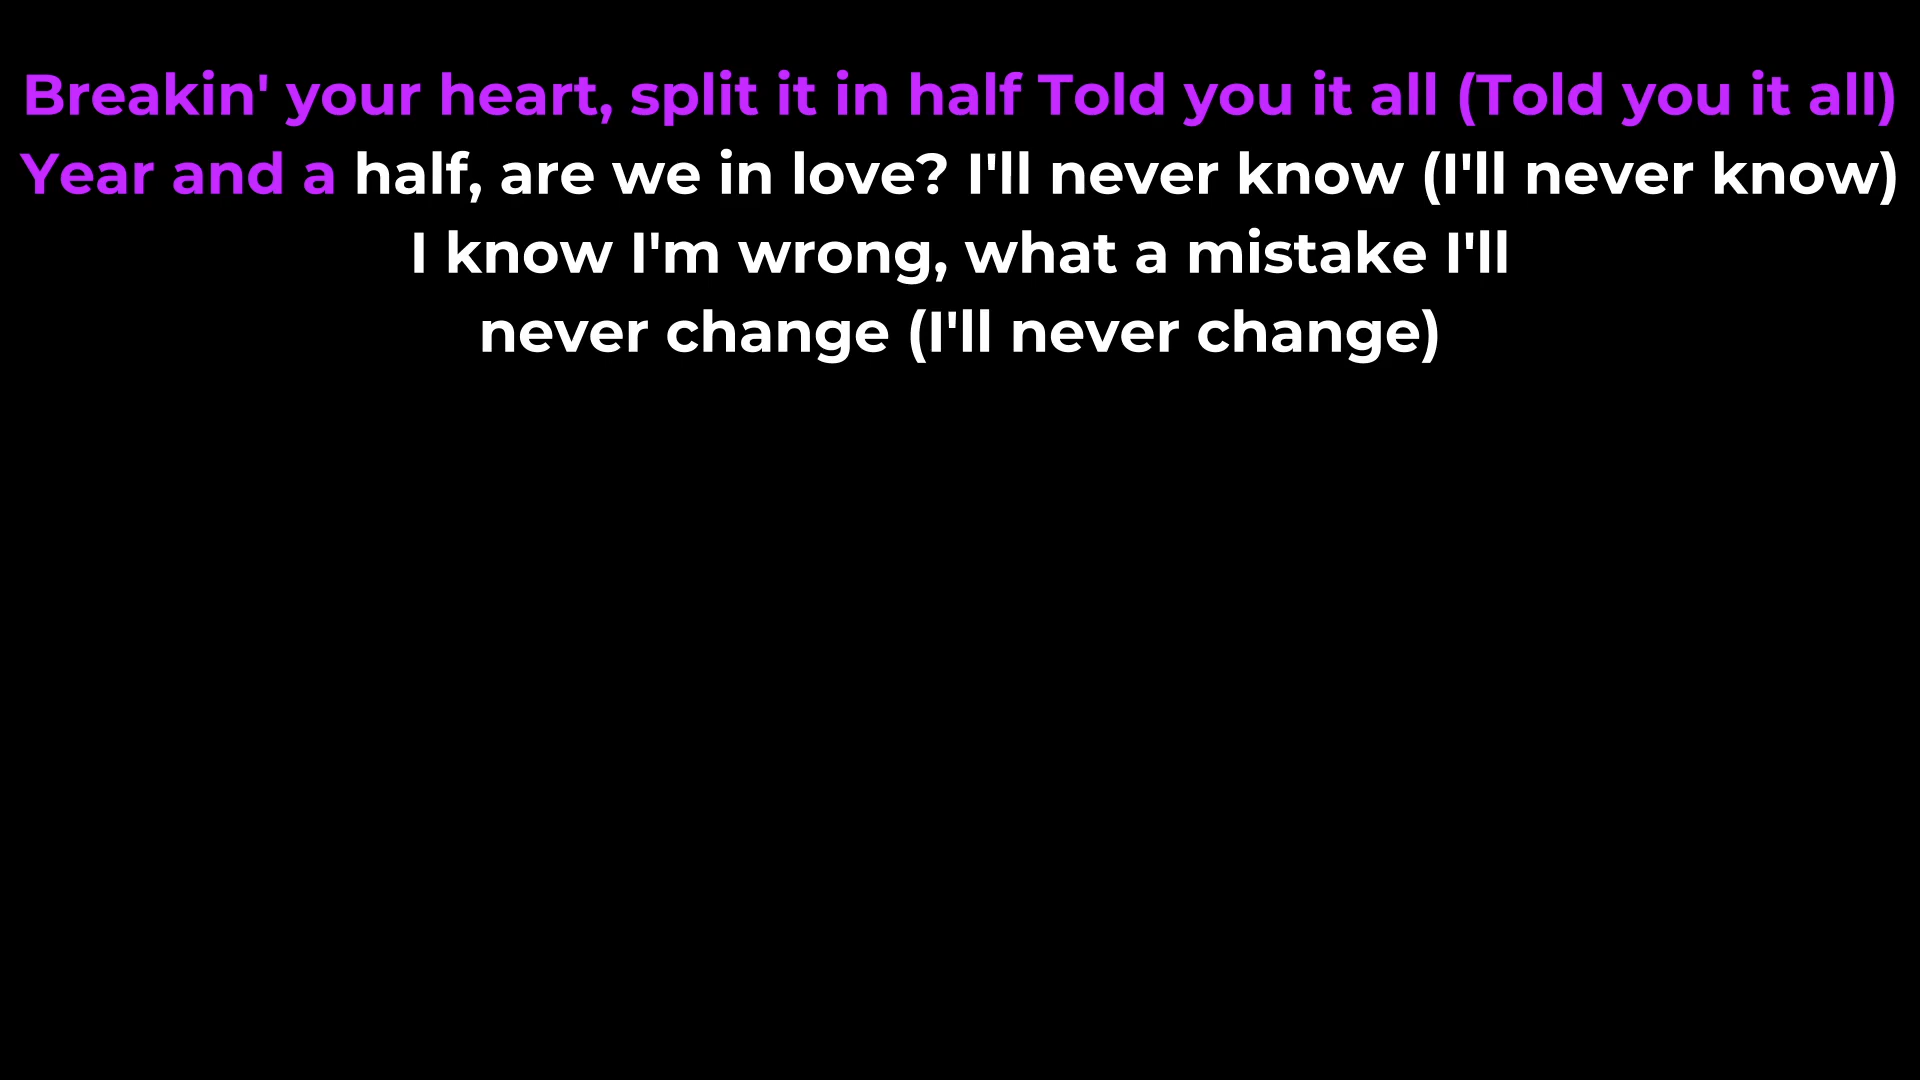 Breakin' your heart, split it in half Told you it all (Told you it all)
Year and a half, are we in love? I'll never know (I'll never know)
I know I'm wrong, what a mistake I'll
never change (I'll never change)